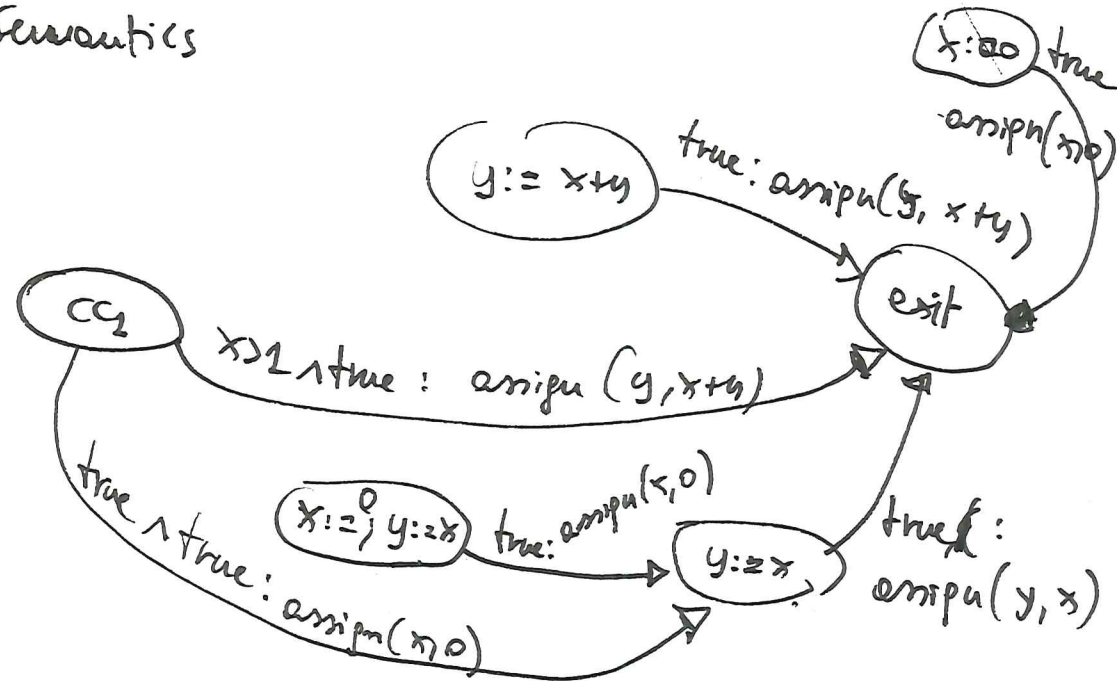 Semantics
x:=0 true
assign(x,0)
y:= x+y
true: assign(y, x+y)
exit
cc1
x>1 ∧ true : assign (y, x+y)
true ∧ true: assign(x,0)
x:=0; y:=x
true: assign(x,0)
y:=x
true :
assign(y, x)